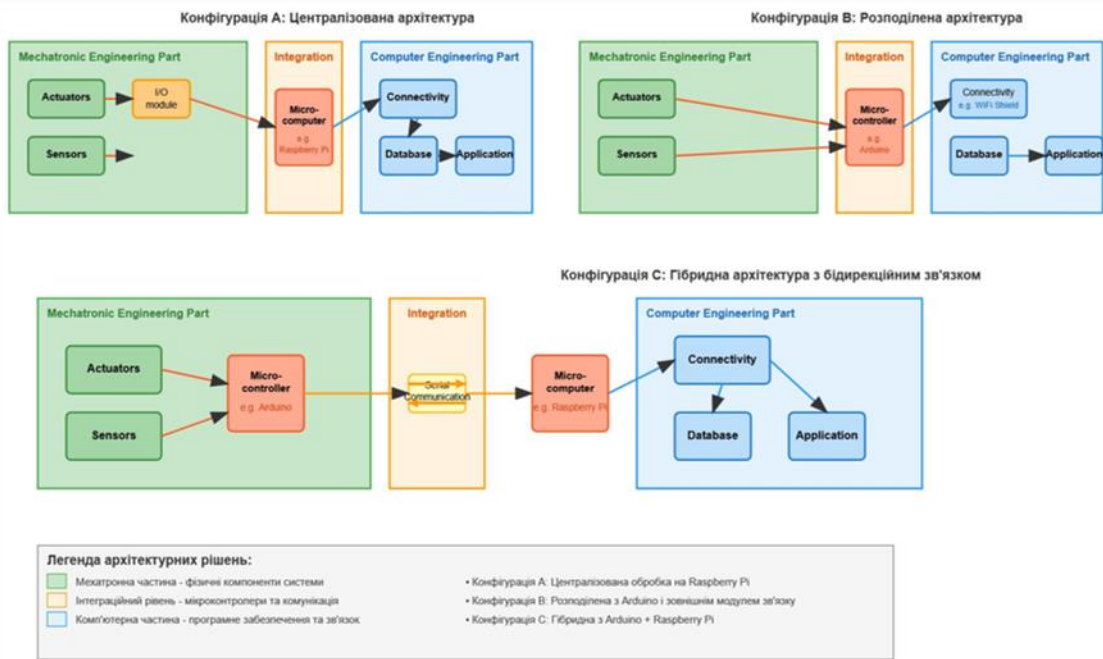 Конфігурація A: Централізована архітектура
Mechatronic Engineering Part
Actuators
I/O
module
Sensors
Integration
Micro-
computer
e.g.
Raspberry Pi
Computer Engineering Part
Connectivity
Database
Application
Конфігурація B: Розподілена архітектура
Mechatronic Engineering Part
Actuators
Sensors
Integration
Micro-
controller
e.g.
Arduino
Computer Engineering Part
Connectivity
e.g. WiFi Shield
Database
Application
Конфігурація C: Гібридна архітектура з бідирекційним зв'язком
Mechatronic Engineering Part
Actuators
Sensors
Micro-
controller
e.g. Arduino
Integration
Serial
Communication
Micro-
computer
e.g. Raspberry Pi
Computer Engineering Part
Connectivity
Database
Application
Легенда архітектурних рішень:
Мехатронна частина - фізичні компоненти системи
Інтеграційний рівень - мікроконтролери та комунікація
Комп'ютерна частина - програмне забезпечення та зв'язок
• Конфігурація A: Централізована обробка на Raspberry Pi
• Конфігурація B: Розподілена з Arduino і зовнішнім модулем зв'язку
• Конфігурація C: Гібридна з Arduino + Raspberry Pi